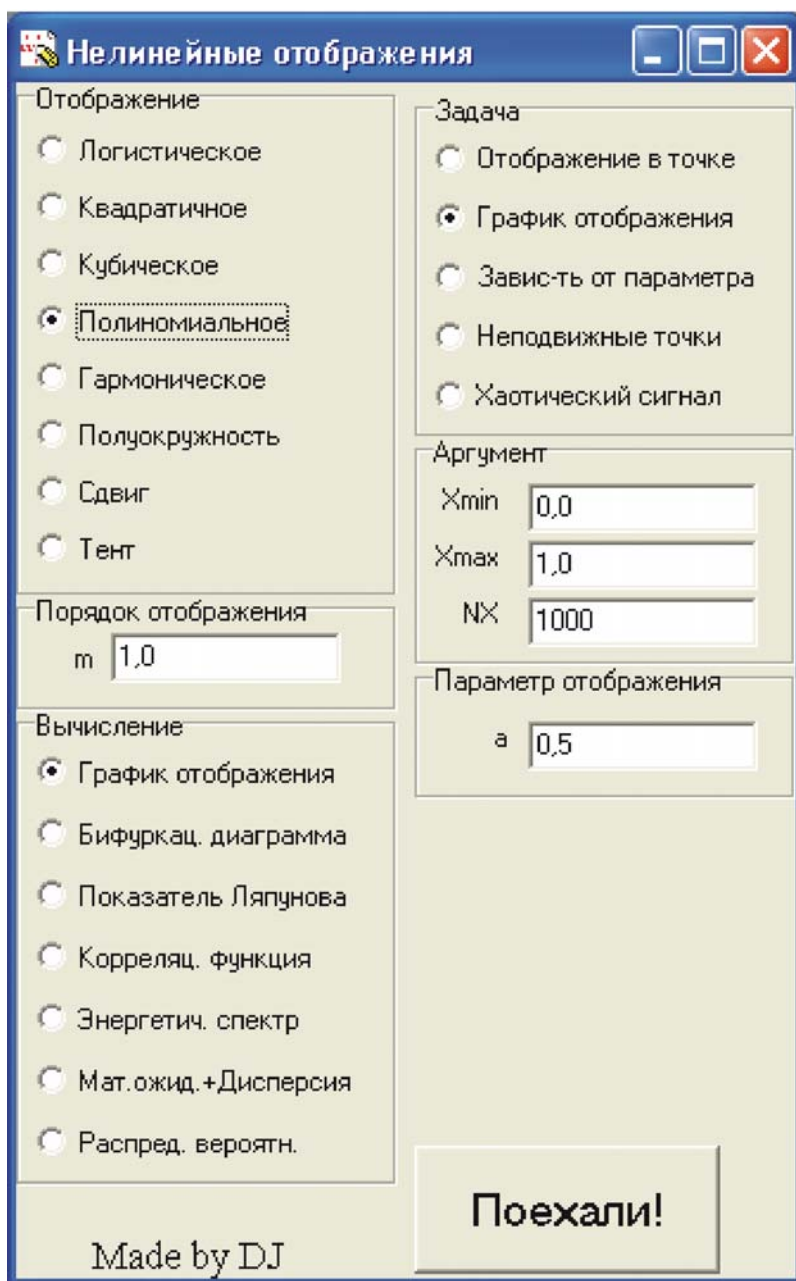 Нелинейные отображения
Отображение
Логистическое
Квадратичное
Кубическое
Полиномиальное
Гармоническое
Полуокружность
Сдвиг
Тент
Порядок отображения
m 1,0
Вычисление
График отображения
Бифуркац. диаграмма
Показатель Ляпунова
Корреляц. функция
Энергетич. спектр
Мат.ожид.+Дисперсия
Распред. вероятн.
Made by DJ
Задача
Отображение в точке
График отображения
Завис-ть от параметра
Неподвижные точки
Хаотический сигнал
Аргумент
Xmin 0,0
Xmax 1,0
NX 1000
Параметр отображения
a 0,5
Поехали!